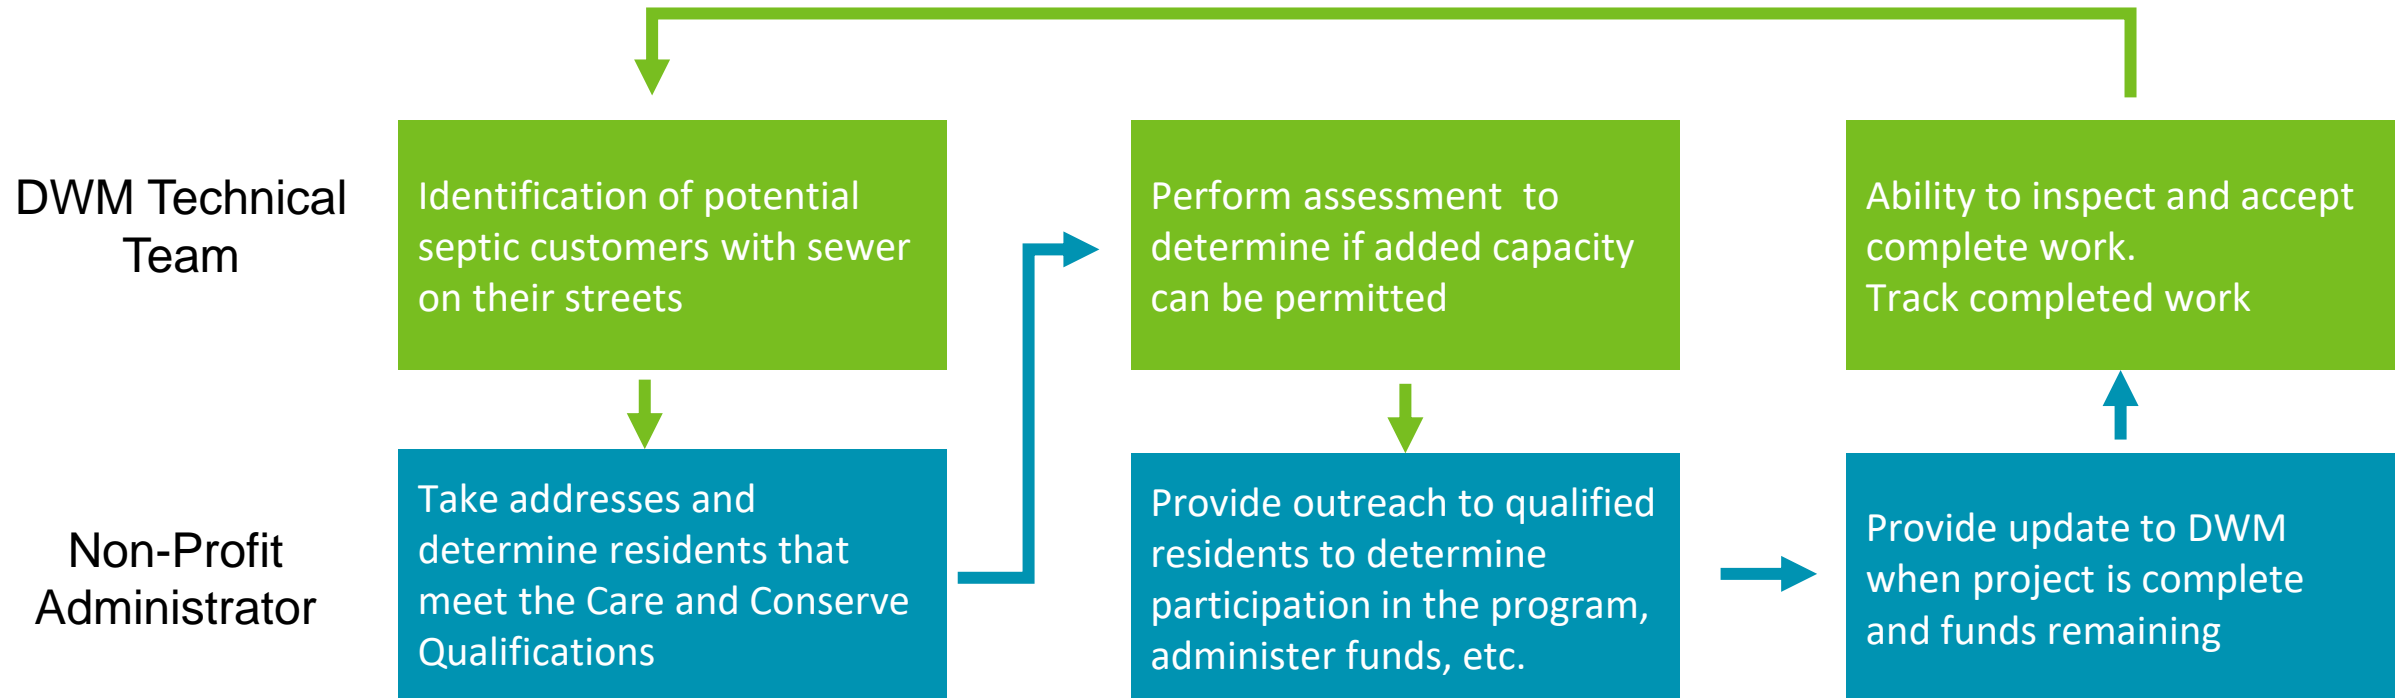 DWM Technical
Team
Identification of potential
septic customers with sewer
on their streets
Perform assessment  to
determine if added capacity
can be permitted
Ability to inspect and accept
complete work.
Track completed work
Non-Profit
Administrator
Take addresses and
determine residents that
meet the Care and Conserve
Qualifications
Provide outreach to qualified
residents to determine
participation in the program,
administer funds, etc.
Provide update to DWM
when project is complete
and funds remaining